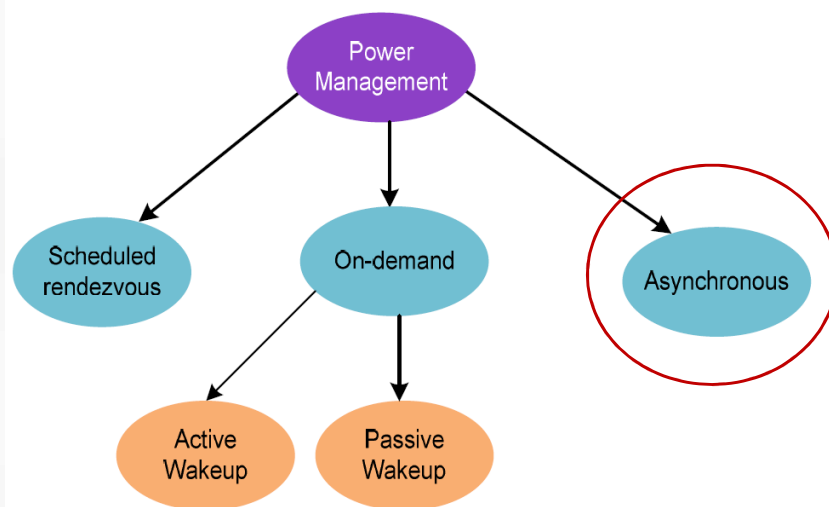 Power
Management
Scheduled
rendezvous
On-demand
Asynchronous
Active
Wakeup
Passive
Wakeup